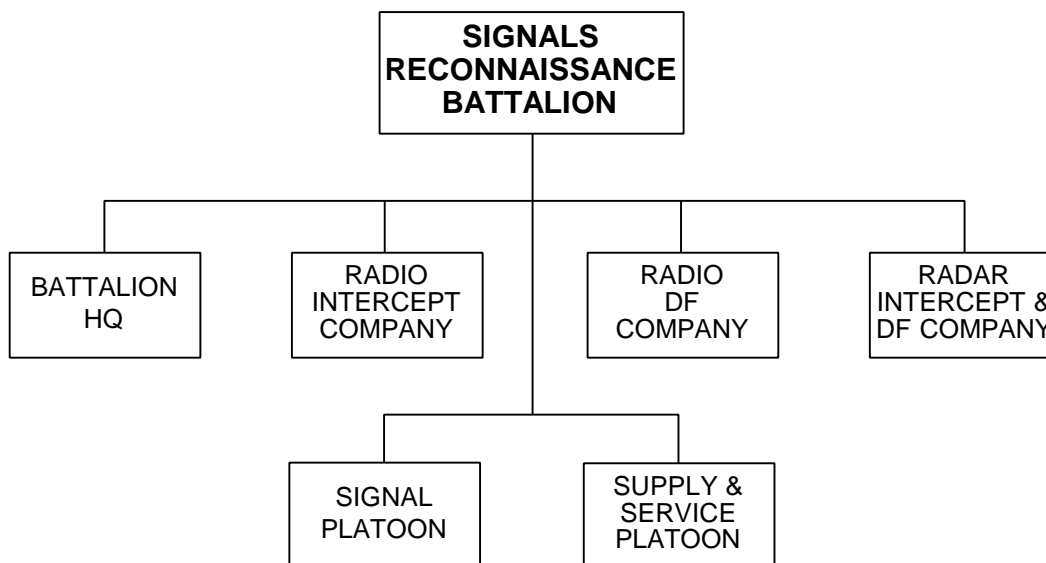 SIGNALS
RECONNAISSANCE
BATTALION
BATTALION
HQ
RADIO
INTERCEPT
COMPANY
RADIO
DF
COMPANY
RADAR
INTERCEPT &
DF COMPANY
SIGNAL
PLATOON
SUPPLY &
SERVICE
PLATOON